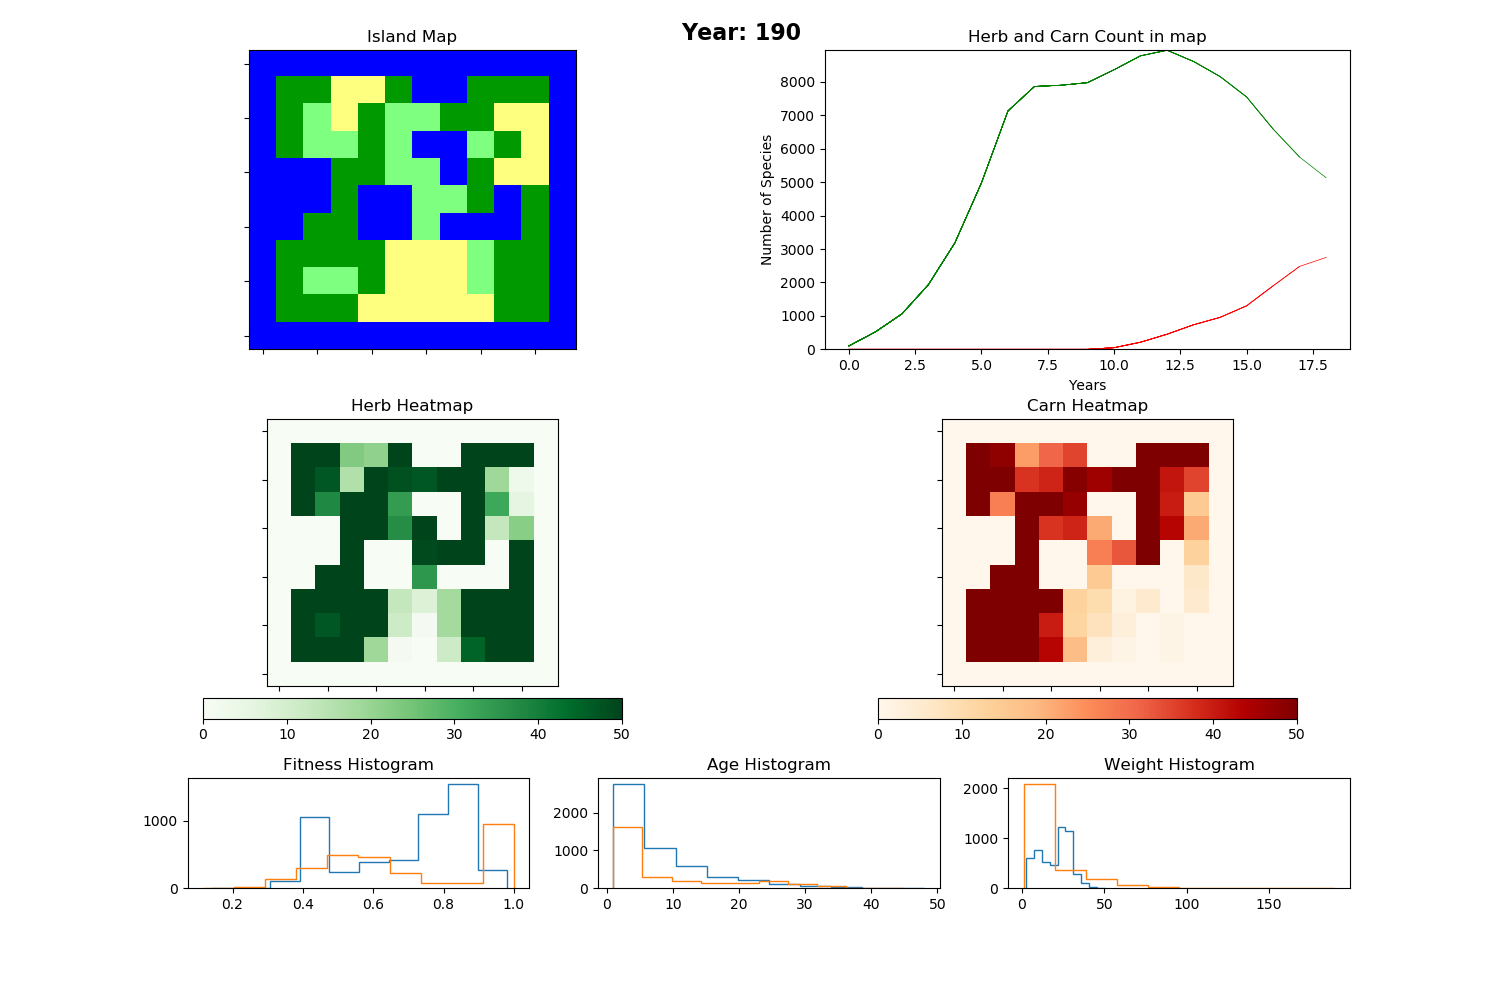 Year: 190
Island Map
Herb and Carn Count in map
8000
7000
6000
5000
4000
3000
2000
1000
0
Number of Species
0.0 2.5 5.0 7.5 10.0 12.5 15.0 17.5
Years
Herb Heatmap
Carn Heatmap
0 10 20 30 40 50
0 10 20 30 40 50
Fitness Histogram
1000
0
0.2 0.4 0.6 0.8 1.0
Age Histogram
2000
1000
0
0 10 20 30 40 50
Weight Histogram
2000
1000
0
0 50 100 150